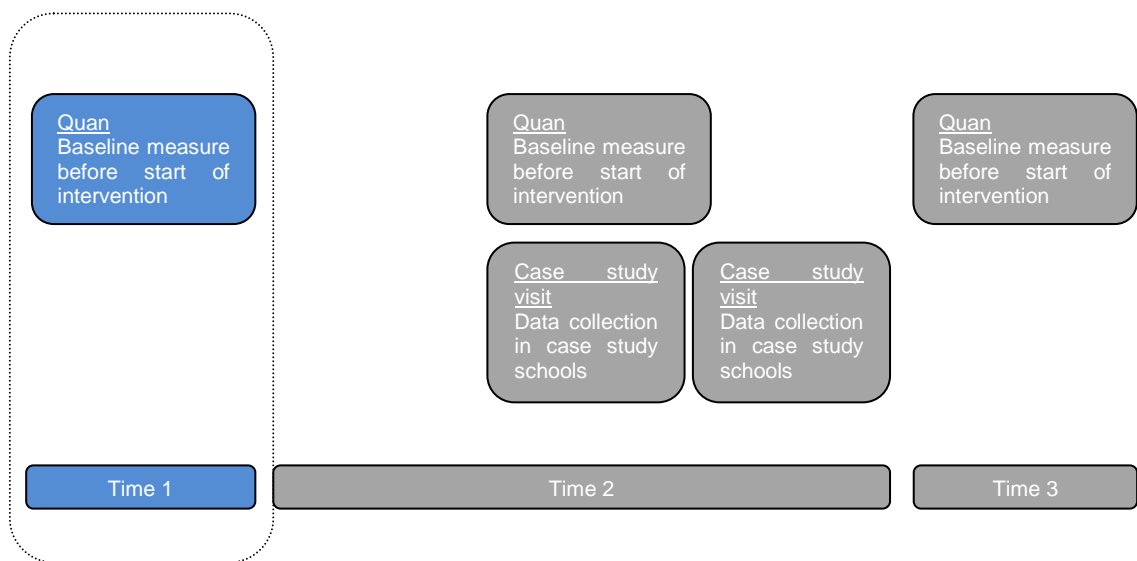 Quan
Baseline measure
before start of
intervention
Quan
Baseline measure
before start of
intervention
Quan
Baseline measure
before start of
intervention
Case study
visit
Data collection
in case study
schools
Case study
visit
Data collection
in case study
schools
Time 1
Time 2
Time 3